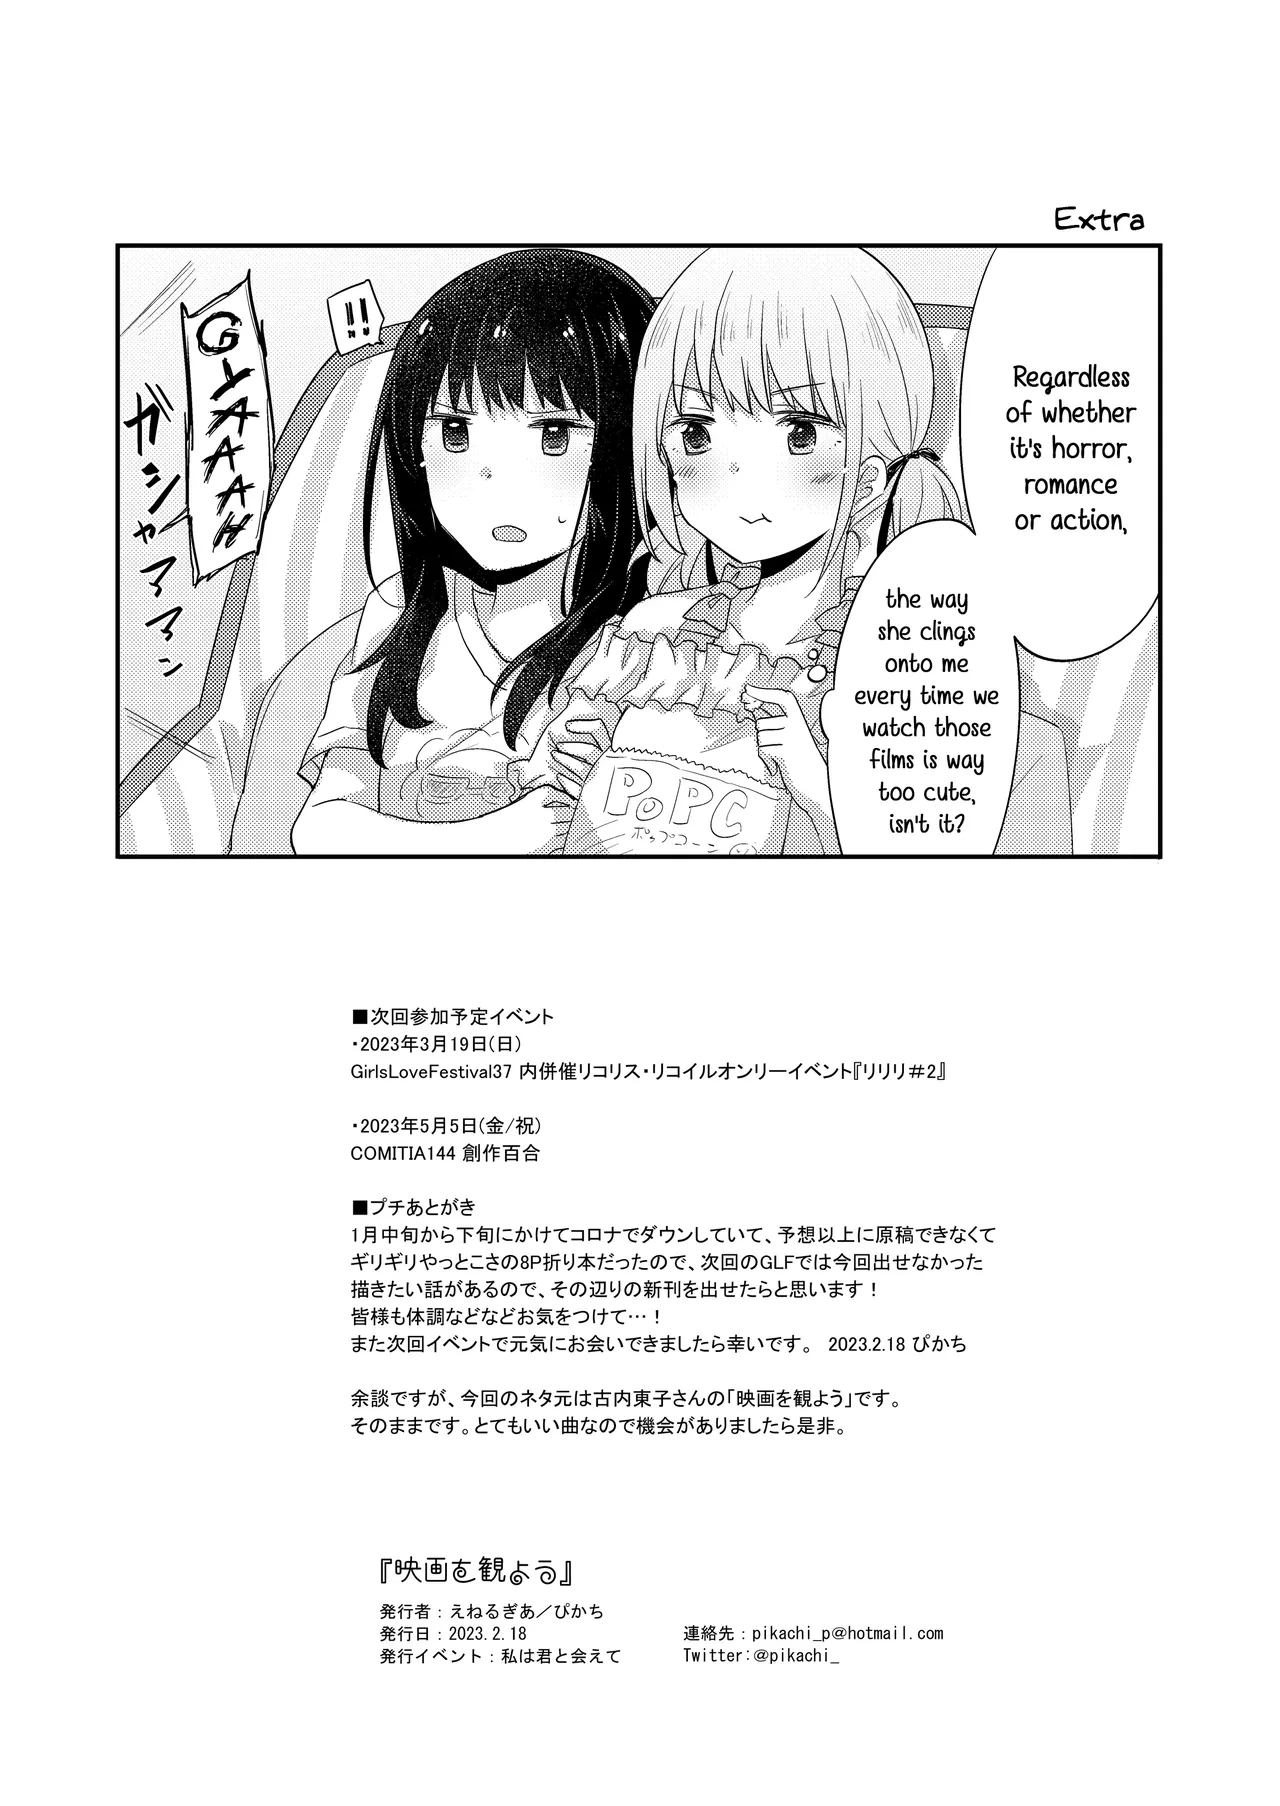 Extra
Regardless
of whether
it's horror,
romance
or action,
the way
she clings
onto me
every time we
watch those
films is way
too cute,
isn't it?
!!
GYAAAAH
ガシャァァァン
PoPC
ポップコーン
■次回参加予定イベント
・2023年3月19日(日)
GirlsLoveFestival37 内併催リコリス・リコイルオンリーイベント『リリリ#2』
・2023年5月5日(金/祝)
COMITIA144 創作百合
■プチあとがき
1月中旬から下旬にかけてコロナでダウンしていて、予想以上に原稿できなくて
ギリギリやっとこさの8P折り本だったので、次回のGLFでは今回出せなかった
描きたい話があるので、その辺りの新刊を出せたらと思います！
皆様も体調などなどお気をつけて…！
また次回イベントで元気にお会いできましたら幸いです。 2023.2.18 ぴかち
余談ですが、今回のネタ元は古内東子さんの「映画を観よう」です。
そのままです。とてもいい曲なので機会がありましたら是非。
『映画を観よう』
発行者：えねるぎあ／ぴかち
発行日：2023.2.18
発行イベント：私は君と会えて
連絡先：pikachi_p@hotmail.com
Twitter:@pikachi_